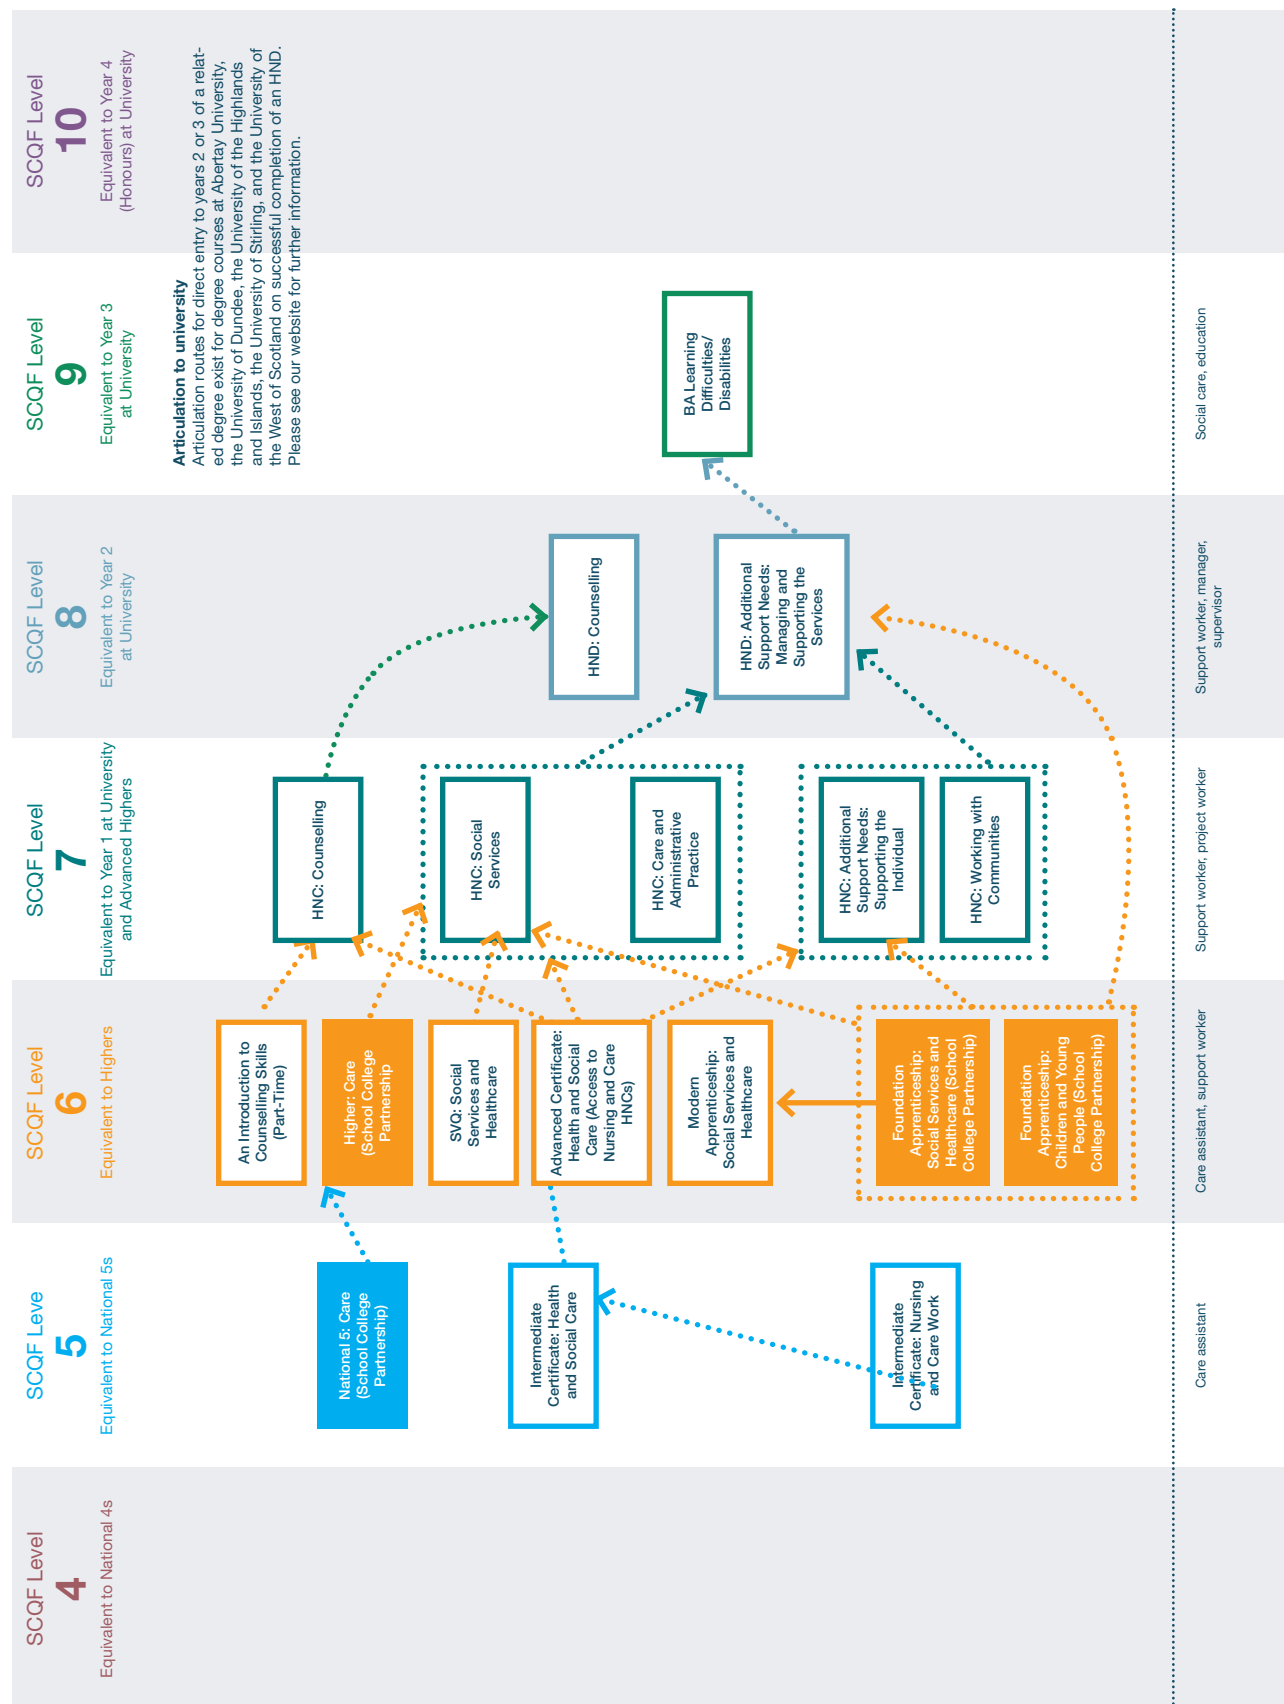 SCQF Level
4
Equivalent to National 4s
SCQF Leve
5
Equivalent to National 5s
SCQF Level
6
Equivalent to Highers
SCQF Level
7
Equivalent to Year 1 at University
and Advanced Highers
SCQF Level
8
Equivalent to Year 2
at University
SCQF Level
9
Equivalent to Year 3
at University
SCQF Level
10
Equivalent to Year 4
(Honours) at University
Articulation to university
Articulation routes for direct entry to years 2 or 3 of a relat-
ed degree exist for degree courses at Abertay University,
the University of Dundee, the University of the Highlands
and Islands, the University of Stirling, and the University of
the West of Scotland on successful completion of an HND.
Please see our website for further information.
National 5: Care
(School College
Partnership)
Intermediate
Certificate: Health
and Social Care
Intermediate
Certificate: Nursing
and Care Work
An Introduction to
Counselling Skills
(Part-Time)
Higher: Care
(School College
Partnership
SVQ: Social
Services and
Healthcare
Advanced Certificate:
Health and Social
Care (Access to
Nursing and Care
HNCs)
Modern
Apprenticeship:
Social Services and
Healthcare
Foundation
Apprenticeship:
Social Services and
Healthcare (School
College Partnership)
Foundation
Apprenticeship:
Children and Young
People (School
College Partnership)
HNC: Counselling
HNC: Social
Services
HNC: Care and
Administrative
Practice
HNC: Additional
Support Needs:
Supporting the
Individual
HNC: Working with
Communities
HND: Counselling
HND: Additional
Support Needs:
Managing and
Supporting the
Services
BA Learning
Difficulties/
Disabilities
Care assistant
Care assistant, support worker
Support worker, project worker
Support worker, manager,
supervisor
Social care, education